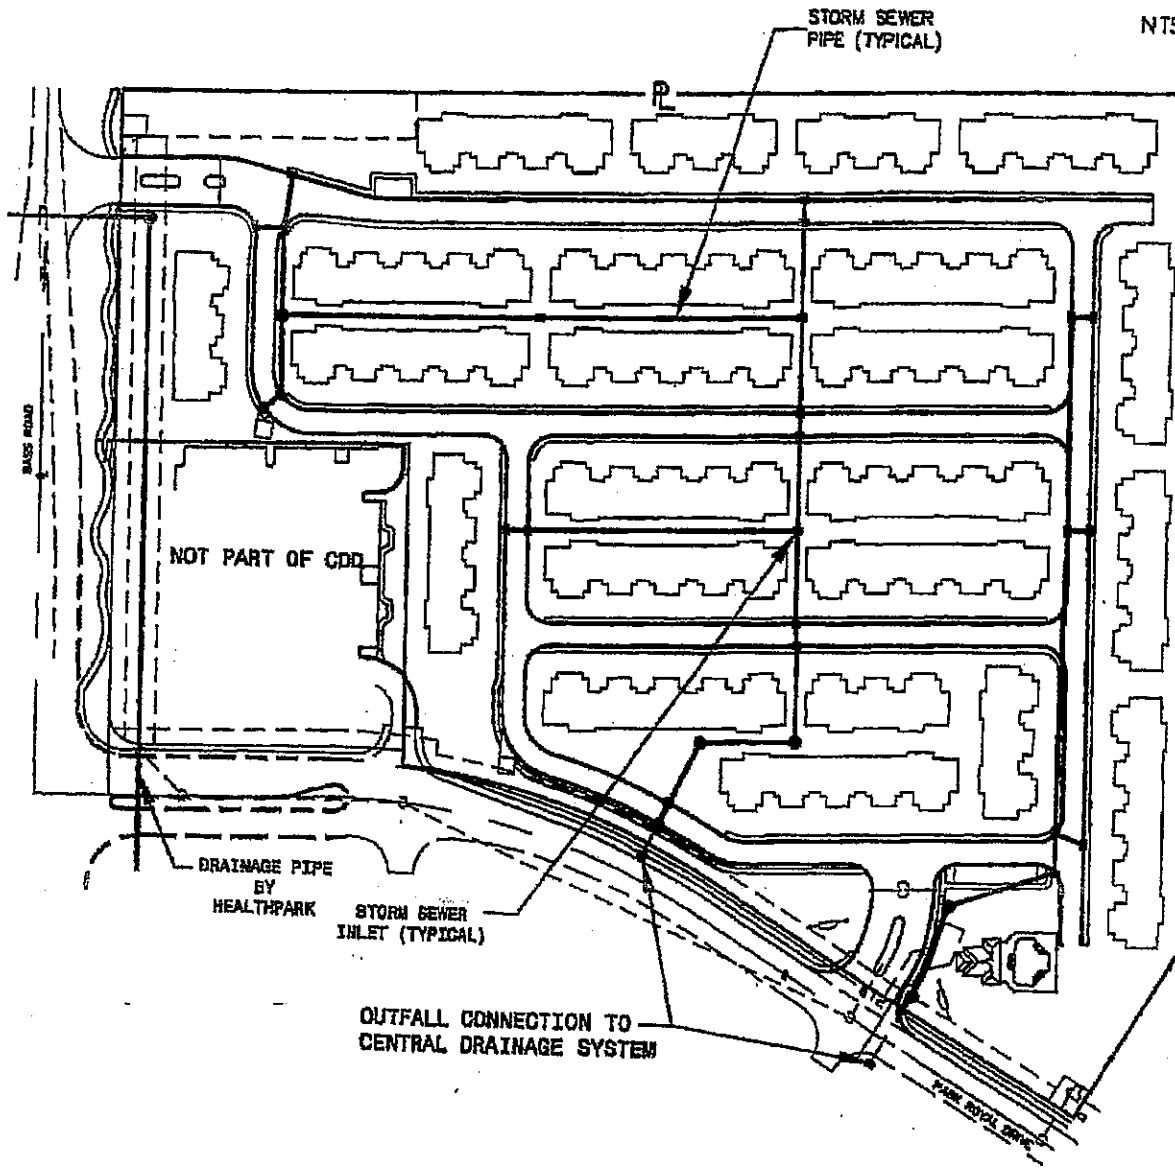 STORM SEWER
PIPE (TYPICAL)
NTS
PL
BASS ROAD
NOT PART OF CDD
DRAINAGE PIPE
BY
HEALTHPARK
STORM SEWER
INLET (TYPICAL)
OUTFALL CONNECTION TO
CENTRAL DRAINAGE SYSTEM
PARK ROYAL DRIVE